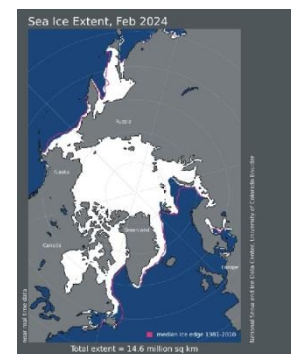 Sea Ice Extent, Feb 2024
Russia
Alaska
Canada
Greenland
Europe
near real-time data
National Snow and Ice Data Center, University of Colorado Boulder
median ice edge 1981-2010
Total extent = 14.6 million sq km